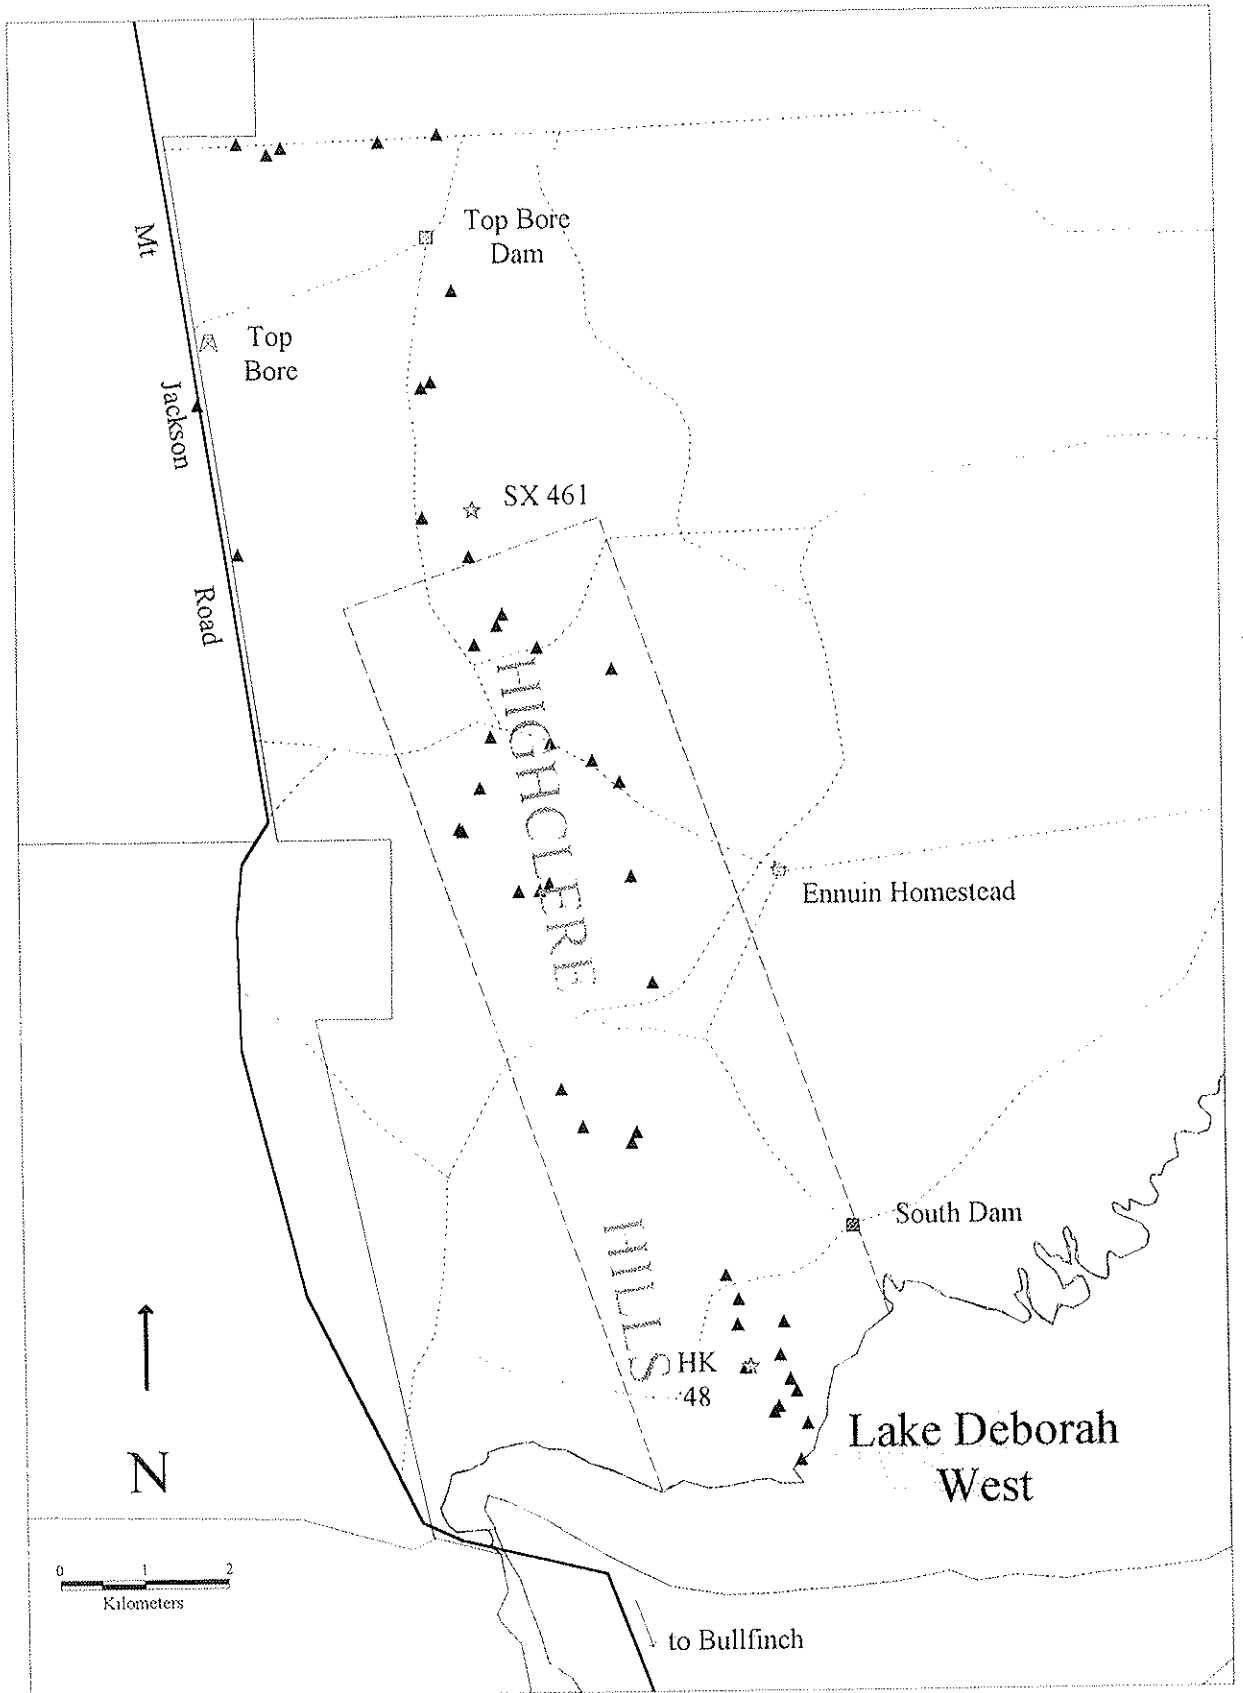 Top Bore
Dam
Mt
Top
Bore
Jackson
SX 461
Road
HIGHCLERE
Ennuin Homestead
South Dam
HILLS
HK
48
Lake Deborah
West
N
0 1 2
Kilometers
to Bullfinch